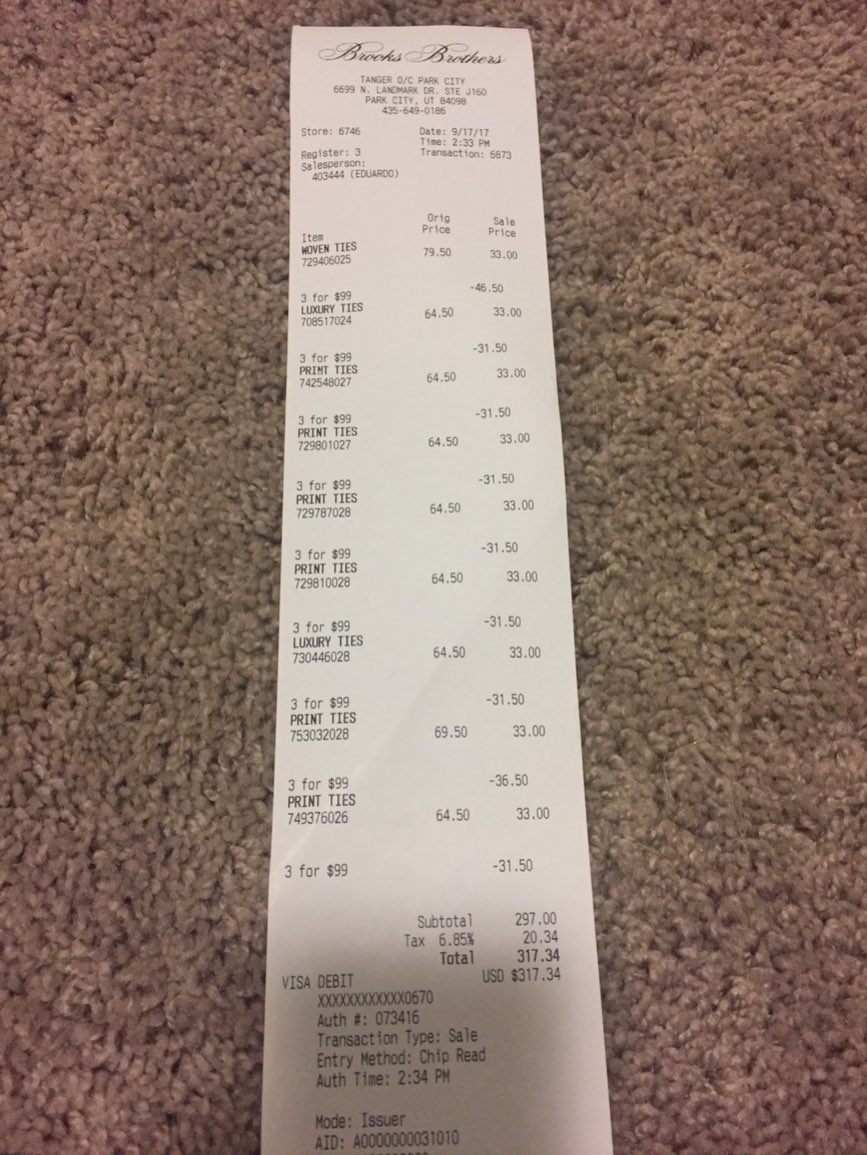 Brooks Brothers
TANGER O/C PARK CITY
6699 N. LANDMARK DR. STE J160
PARK CITY, UT 84098
435-649-0186
Store: 6746 Date: 9/17/17
Time: 2:33 PM
Register: 3 Transaction: 6873
Salesperson:
403444 (EDUARDO)
Orig Sale
Price Price
Item
WOVEN TIES 79.50 33.00
729406025
3 for $99 -46.50
LUXURY TIES 64.50 33.00
708517024
3 for $99 -31.50
PRINT TIES 64.50 33.00
742548027
3 for $99 -31.50
PRINT TIES 64.50 33.00
729801027
3 for $99 -31.50
PRINT TIES 64.50 33.00
729787028
3 for $99 -31.50
PRINT TIES 64.50 33.00
729810028
3 for $99 -31.50
LUXURY TIES 64.50 33.00
730446028
3 for $99 -31.50
PRINT TIES 69.50 33.00
753032028
3 for $99 -36.50
PRINT TIES 64.50 33.00
749376026
3 for $99 -31.50
Subtotal 297.00
Tax 6.85% 20.34
Total 317.34
VISA DEBIT USD $317.34
XXXXXXXXXXXX0670
Auth #: 073416
Transaction Type: Sale
Entry Method: Chip Read
Auth Time: 2:34 PM
Mode: Issuer
AID: A0000000031010